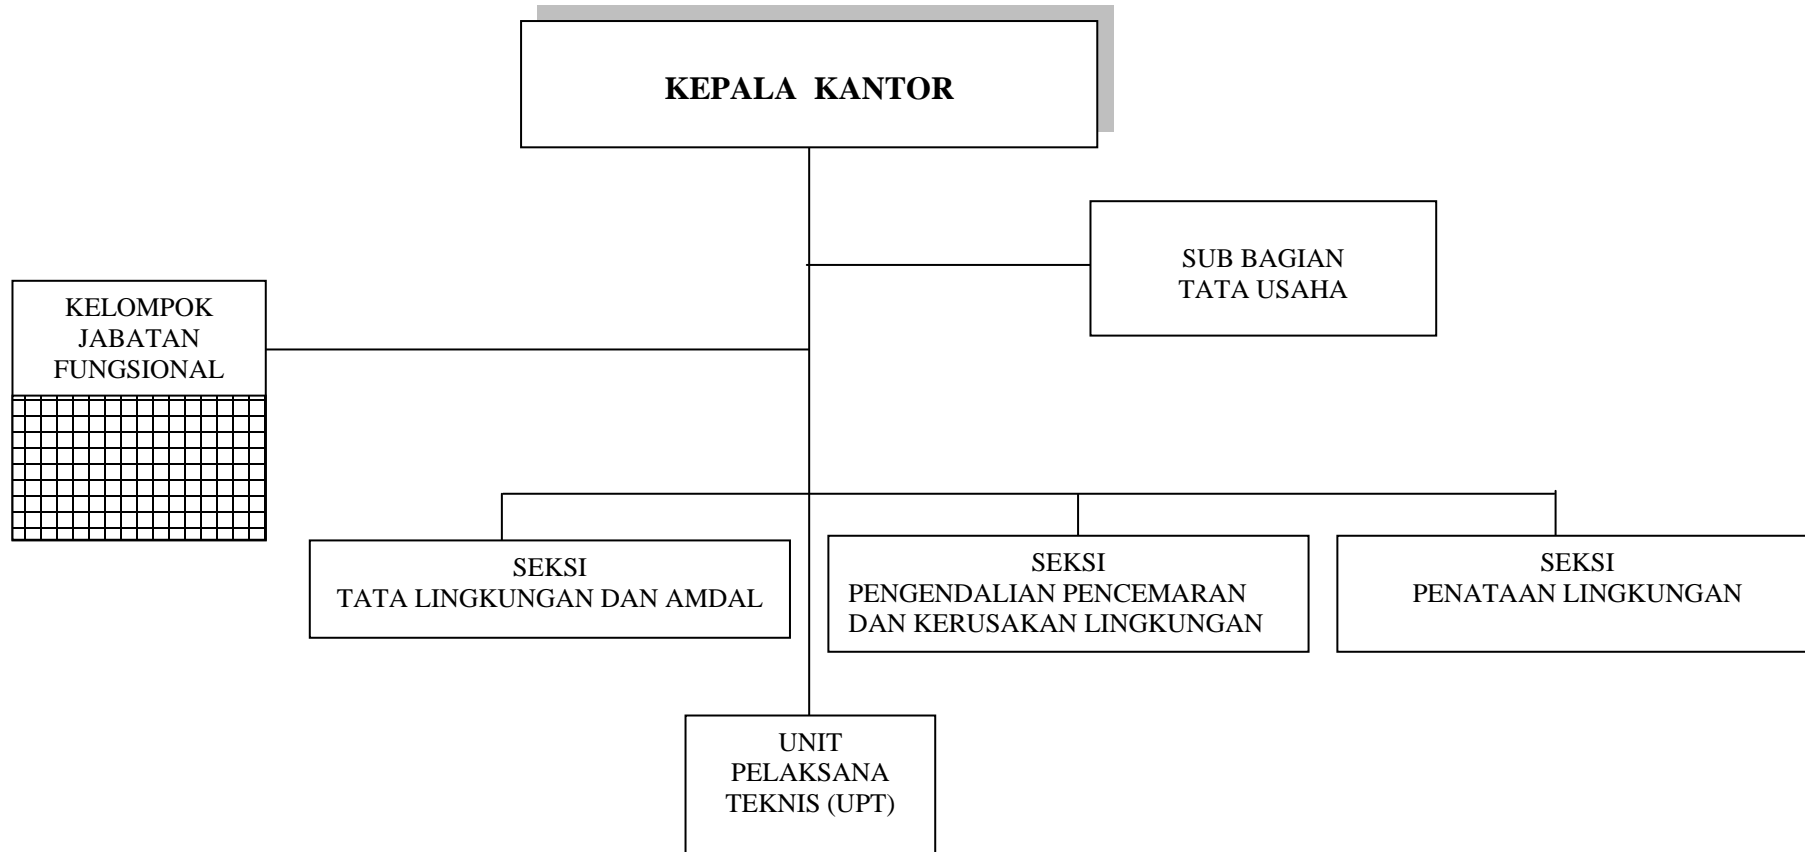 KEPALA KANTOR
SUB BAGIAN
TATA USAHA
KELOMPOK
JABATAN
FUNGSIONAL
SEKSI
TATA LINGKUNGAN DAN AMDAL
SEKSI
PENGENDALIAN PENCEMARAN
DAN KERUSAKAN LINGKUNGAN
SEKSI
PENATAAN LINGKUNGAN
UNIT
PELAKSANA
TEKNIS (UPT)